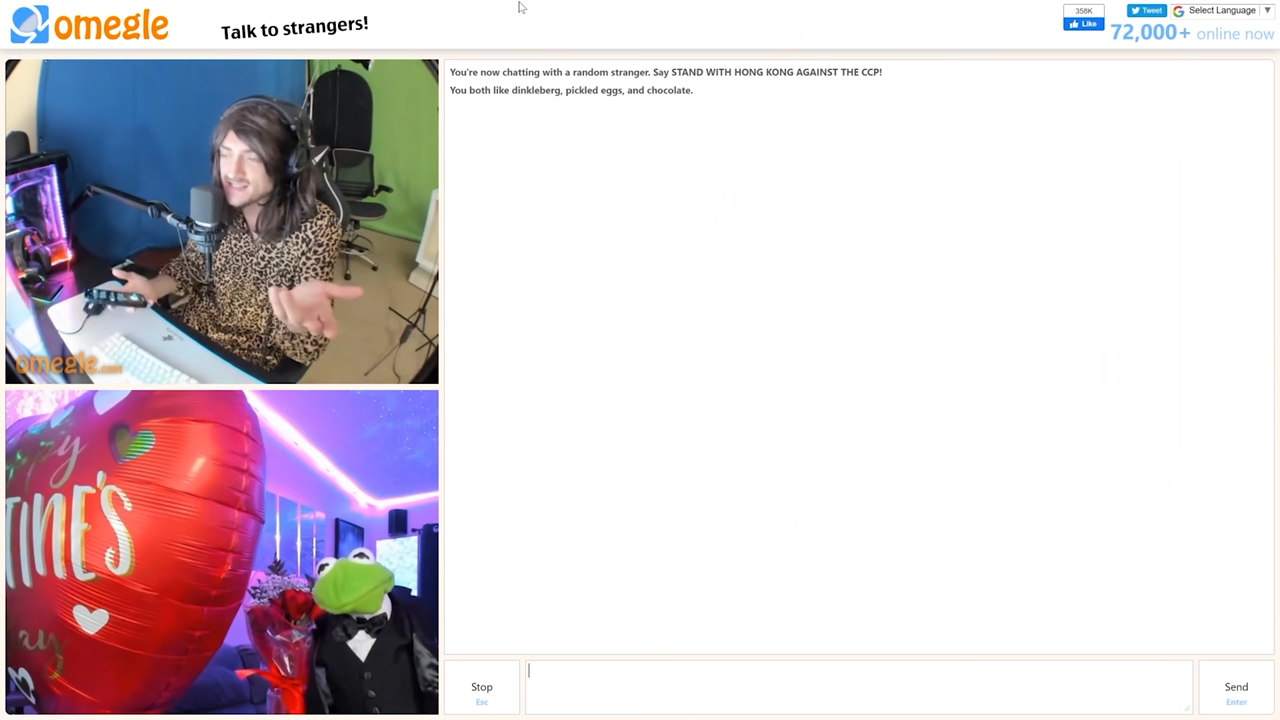 omegle
Talk to strangers!
358K
Like
Tweet
Select Language ▼
72,000+ online now
You're now chatting with a random stranger. Say STAND WITH HONG KONG AGAINST THE CCP!
You both like dinkleberg, pickled eggs, and chocolate.
omegle.com
TINE'S
ay
Stop
Esc
Send
Enter